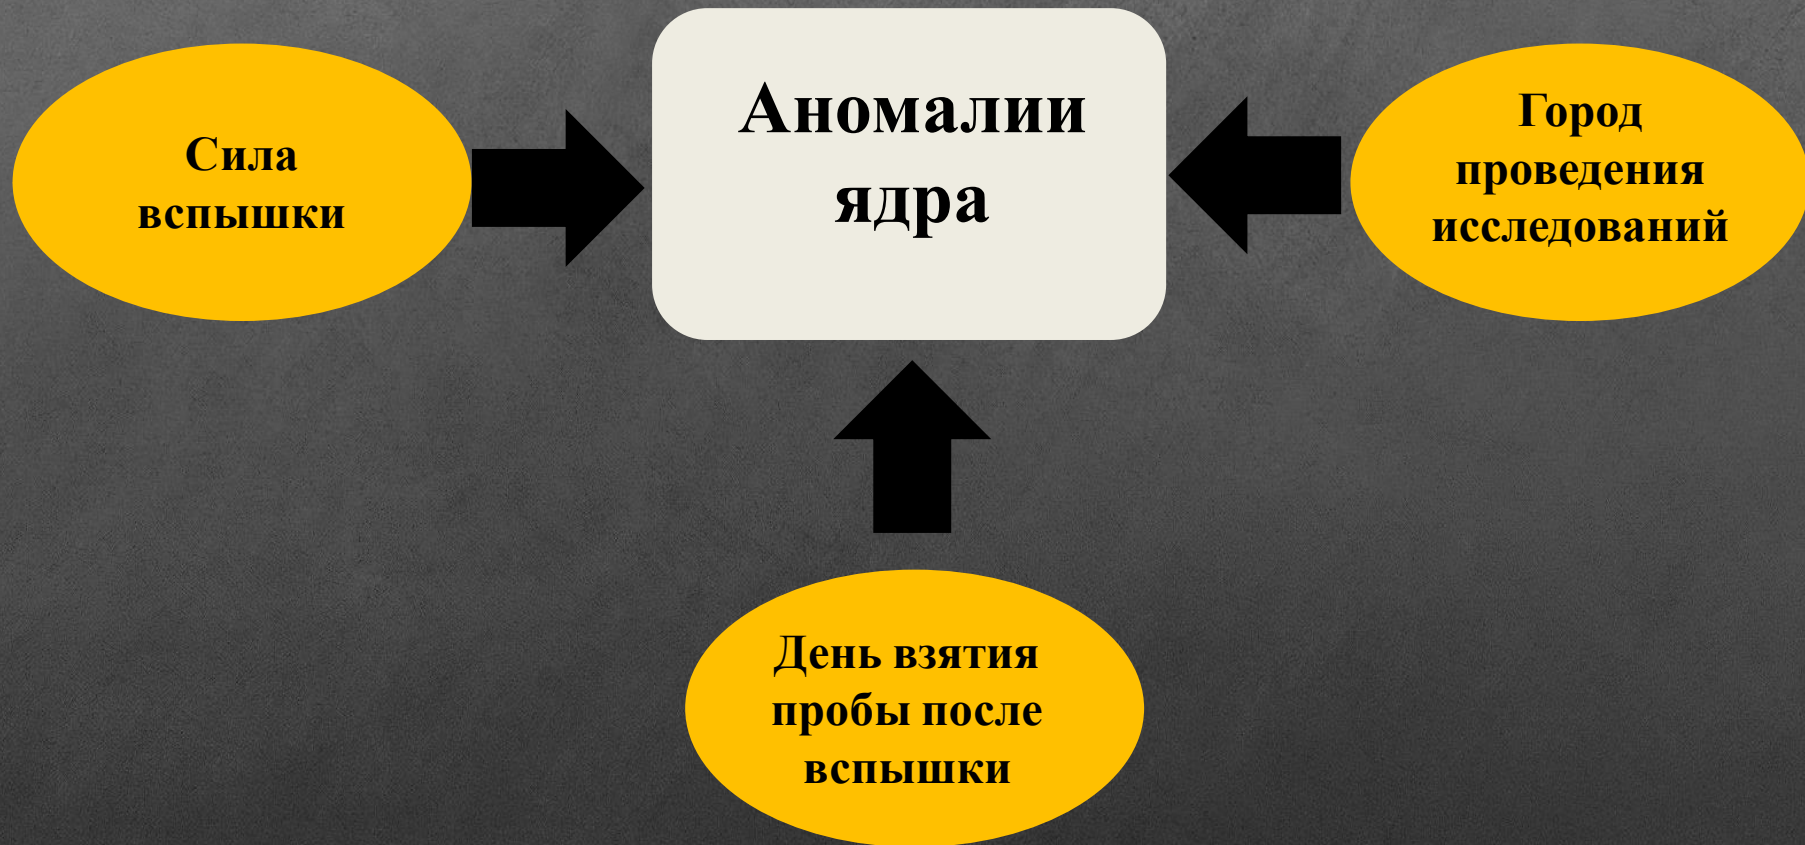 Сила
вспышки
Аномалии
ядра
Город
проведения
исследований
День взятия
пробы после
вспышки